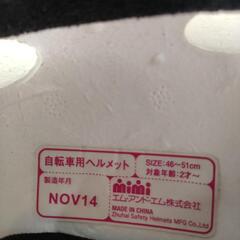 自転車用ヘルメット
SIZE: 46~51cm
対象年齢:2才~
製造年月
NOV14
mimi
エムアンドエム株式会社
MADE IN CHINA
Zhuhai Safety Helmets MFG Co.,Ltd